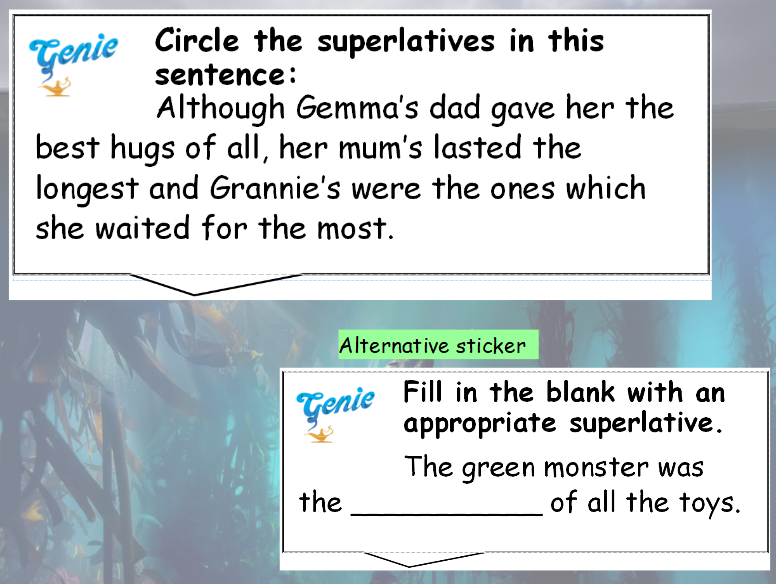 Genie
Circle the superlatives in this
sentence:
Although Gemma's dad gave her the
best hugs of all, her mum's lasted the
longest and Grannie's were the ones which
she waited for the most.
Alternative sticker
Genie
Fill in the blank with an
appropriate superlative.
The green monster was
the ____________ of all the toys.